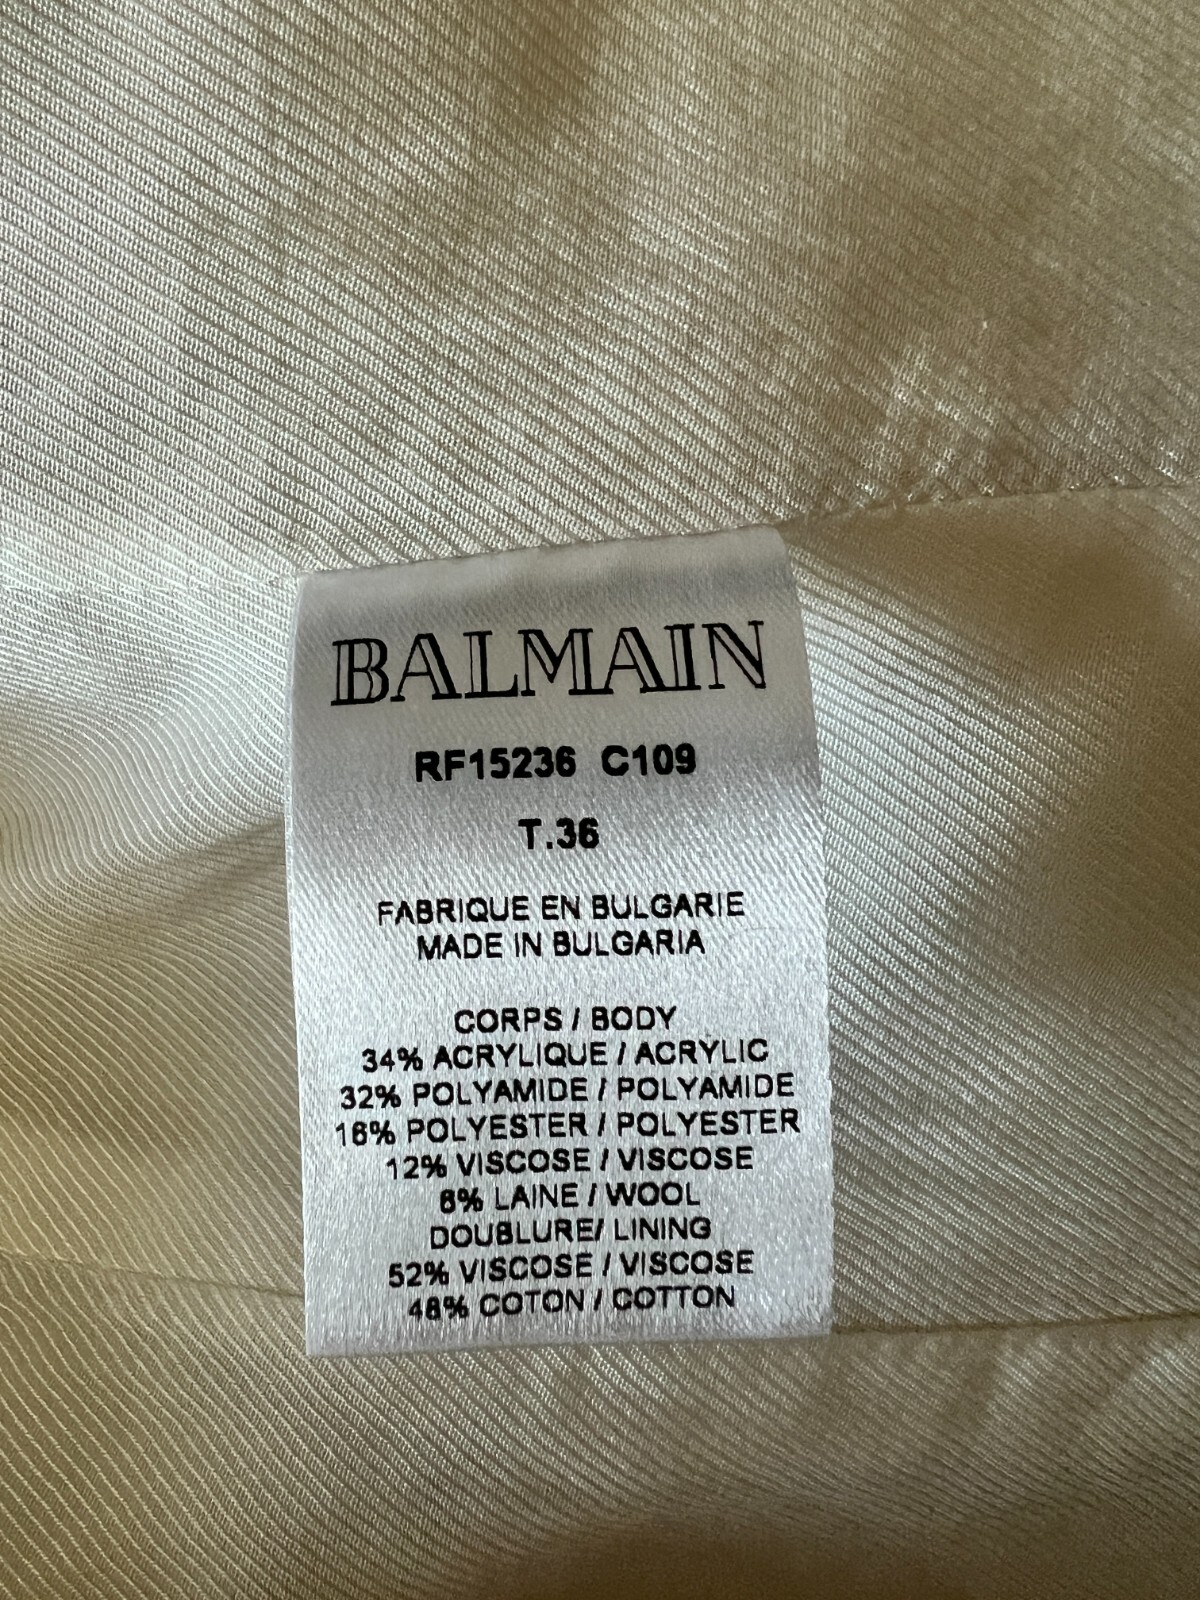 BALMAIN
RF15236 C109
T.36
FABRIQUE EN BULGARIE
MADE IN BULGARIA
CORPS / BODY
34% ACRYLIQUE / ACRYLIC
32% POLYAMIDE / POLYAMIDE
16% POLYESTER / POLYESTER
12% VISCOSE / VISCOSE
6% LAINE / WOOL
DOUBLURE/ LINING
52% VISCOSE / VISCOSE
48% COTON / COTTON